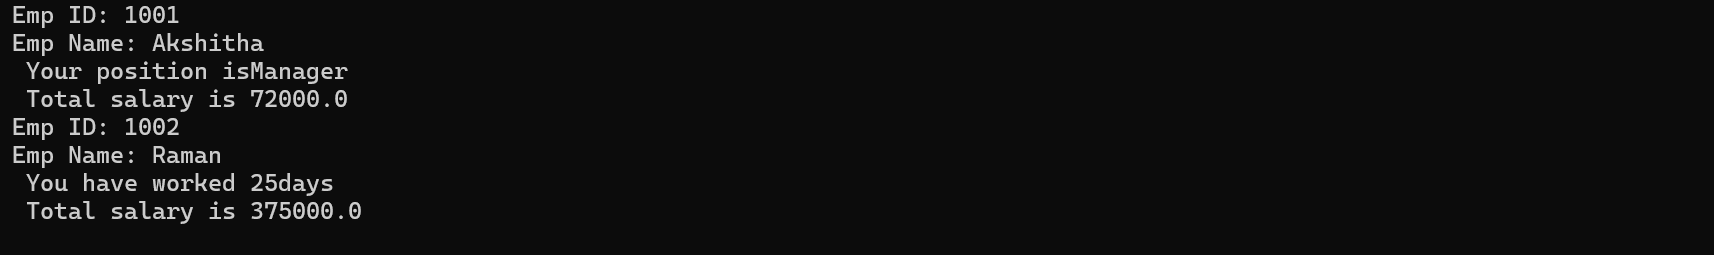 Emp ID: 1001
Emp Name: Akshitha
 Your position isManager
 Total salary is 72000.0
Emp ID: 1002
Emp Name: Raman
 You have worked 25days
 Total salary is 375000.0